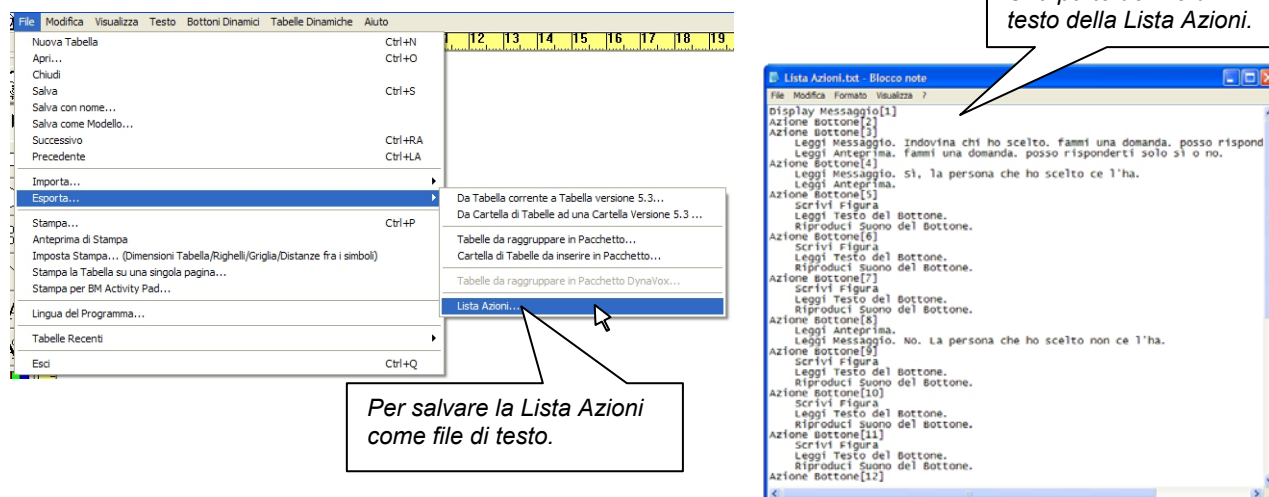 File Modifica Visualizza Testo Bottoni Dinamici Tabelle Dinamiche Aiuto
Nuova Tabella Ctrl+N
Apri... Ctrl+O
Chiudi
Salva Ctrl+S
Salva con nome...
Salva come Modello...
Successivo Ctrl+RA
Precedente Ctrl+LA
Importa...
Esporta...
Stampa... Ctrl+P
Anteprima di Stampa
Imposta Stampa... (Dimensioni Tabella/Righelli/Griglia/Distanze fra i simboli)
Stampa la Tabella su una singola pagina...
Stampa per BM Activity Pad...
Lingua del Programma...
Tabelle Recenti
Esci Ctrl+Q
12 13 14 15 16 17 18 19
Da Tabella corrente a Tabella versione 5.3...
Da Cartella di Tabelle ad una Cartella Versione 5.3 ...
Tabelle da raggruppare in Pacchetto...
Cartella di Tabelle da inserire in Pacchetto...
Tabelle da raggruppare in Pacchetto DynaVox...
Lista Azioni...
Per salvare la Lista Azioni
come file di testo.
testo della Lista Azioni.
Lista Azioni.txt - Blocco note
File Modifica Formato Visualizza ?
Display Messaggio[1]
Azione Bottone[2]
Azione Bottone[3]
Leggi Messaggio. Indovina chi ho scelto. fammi una domanda. posso rispond
Leggi Anteprima. fammi una domanda. posso risponderti solo sì o no.
Azione Bottone[4]
Leggi Messaggio. Sì, la persona che ho scelto ce l'ha.
Leggi Anteprima.
Azione Bottone[5]
Scrivi Figura
Leggi Testo del Bottone.
Riproduci Suono del Bottone.
Azione Bottone[6]
Scrivi Figura
Leggi Testo del Bottone.
Riproduci Suono del Bottone.
Azione Bottone[7]
Scrivi Figura
Leggi Testo del Bottone.
Riproduci Suono del Bottone.
Azione Bottone[8]
Leggi Anteprima.
Leggi Messaggio. No. La persona che ho scelto non ce l'ha.
Azione Bottone[9]
Scrivi Figura
Leggi Testo del Bottone.
Riproduci Suono del Bottone.
Azione Bottone[10]
Scrivi Figura
Leggi Testo del Bottone.
Riproduci Suono del Bottone.
Azione Bottone[11]
Scrivi Figura
Leggi Testo del Bottone.
Riproduci Suono del Bottone.
Azione Bottone[12]